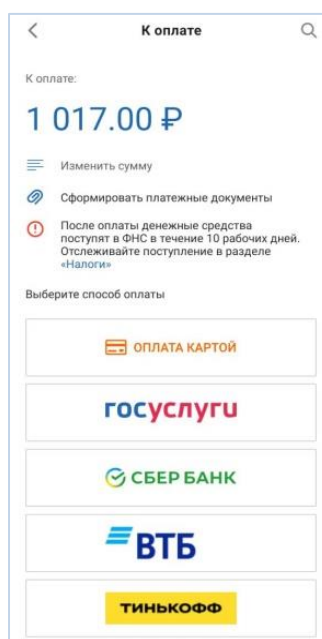 К оплате
К оплате:
1 017.00 ₽
Изменить сумму
Сформировать платежные документы
После оплаты денежные средства
поступят в ФНС в течение 10 рабочих дней.
Отслеживайте поступление в разделе
«Налоги»
Выберите способ оплаты
ОПЛАТА КАРТОЙ
госуслуги
СБЕР БАНК
ВТБ
ТИНЬКОФФ